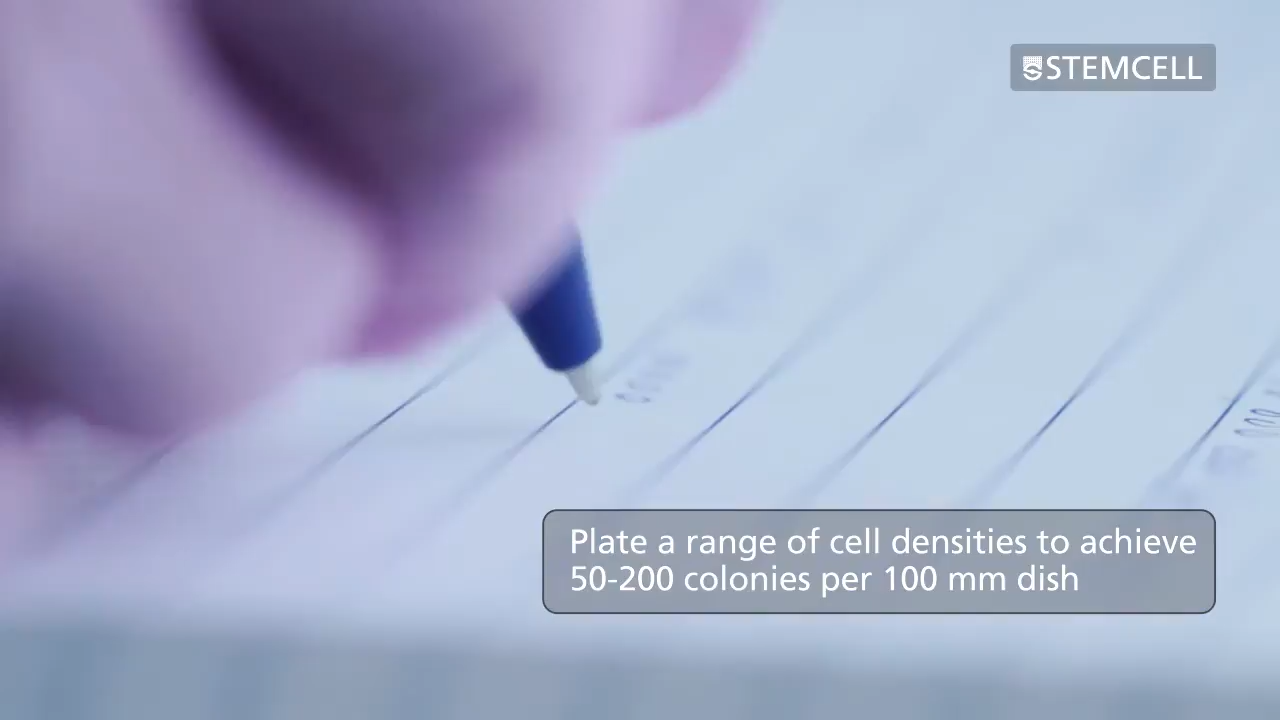 STEMCELL
Plate a range of cell densities to achieve
50-200 colonies per 100 mm dish